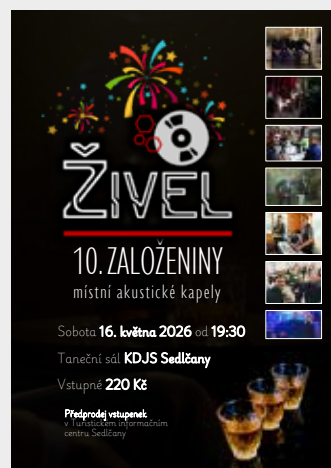 ŽIVEL
10. ZALOŽENINY
místní akustické kapely
Sobota 16. května 2026 od 19:30
Taneční sál KDJS Sedlčany
Vstupné 220 Kč
Předprodej vstupenek
v Turistickém informačním
centru Sedlčany